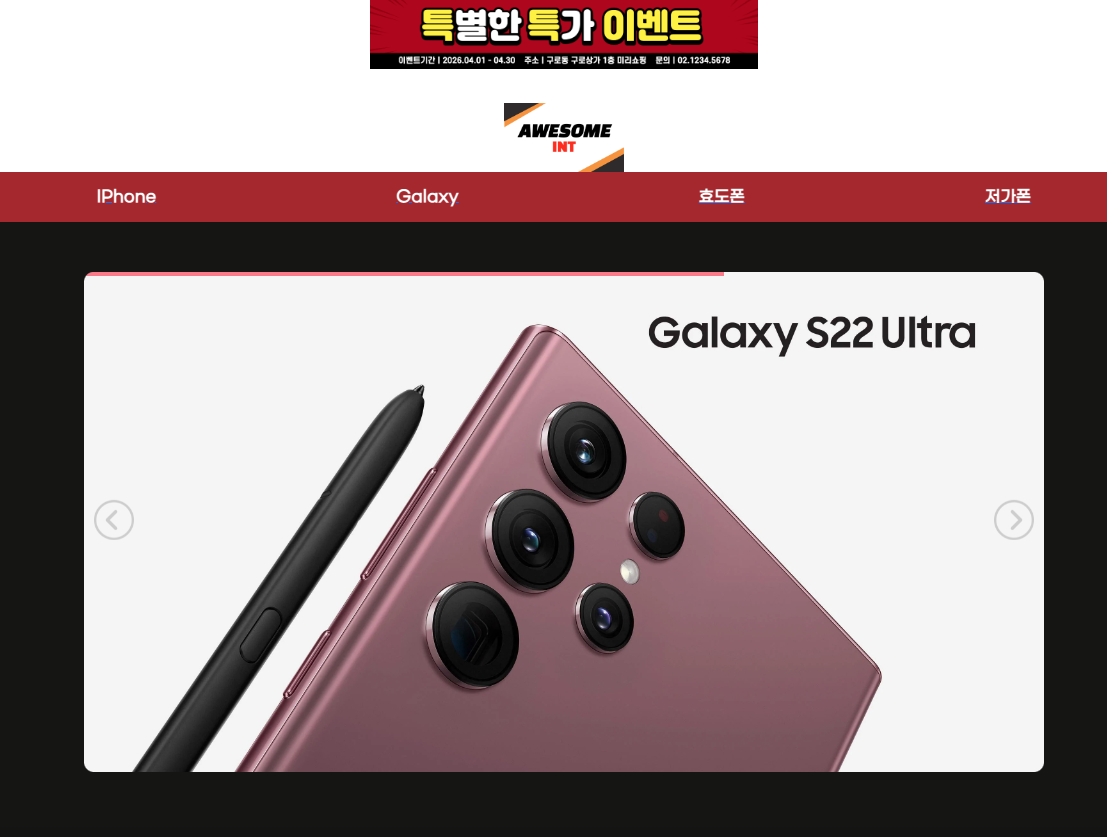 특별한 특가 이벤트
이벤트기간 | 2026.04.01 - 04.30 주소 | 구로동 구로상가 1층 미리쇼핑 문의 | 02.1234.5678
AWESOME
INT
IPhone Galaxy 효도폰 저가폰
Galaxy S22 Ultra